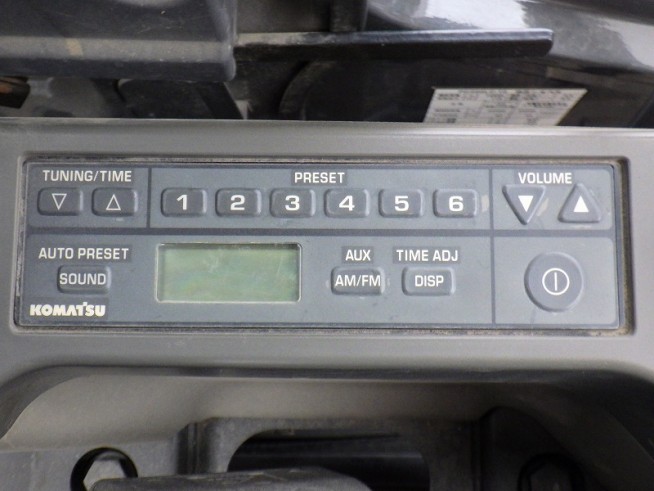 TUNING/TIME
PRESET
VOLUME
1 2 3 4 5 6
AUTO PRESET
AUX
TIME ADJ
SOUND
AM/FM
DISP
KOMATSU